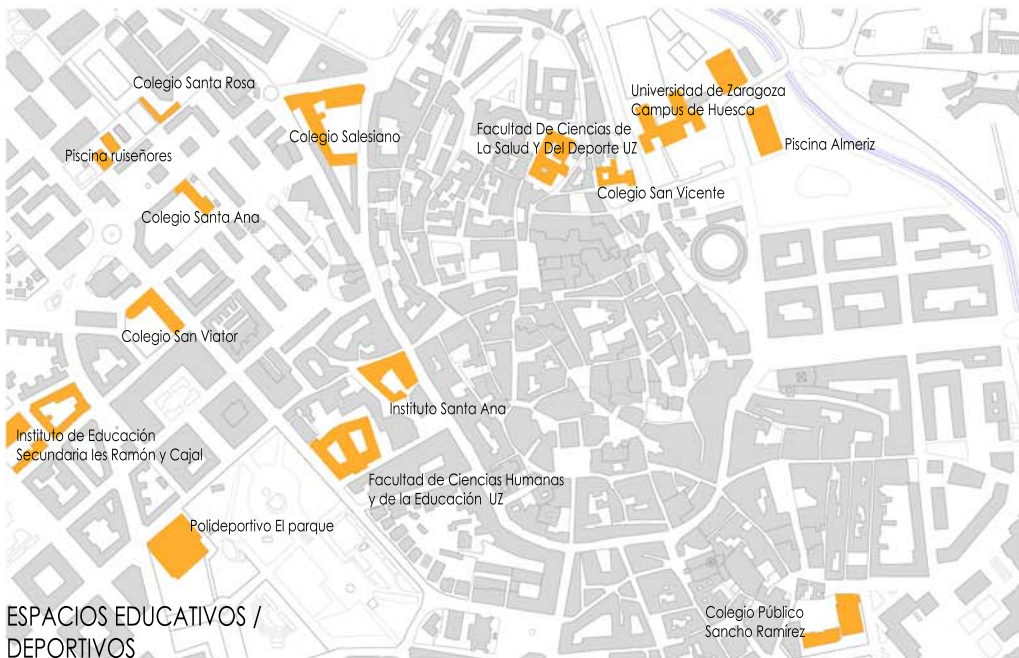 Colegio Santa Rosa
Colegio Salesiano
Piscina ruiseñores
Colegio Santa Ana
Facultad De Ciencias de
La Salud Y Del Deporte UZ
Universidad de Zaragoza
Campus de Huesca
Piscina Almeriz
Colegio San Vicente
Colegio San Viator
Instituto Santa Ana
Instituto de Educación
Secundaria Ies Ramón y Cajal
Facultad de Ciencias Humanas
y de la Educación UZ
Polideportivo El parque
Colegio Público
Sancho Ramírez
ESPACIOS EDUCATIVOS /
DEPORTIVOS